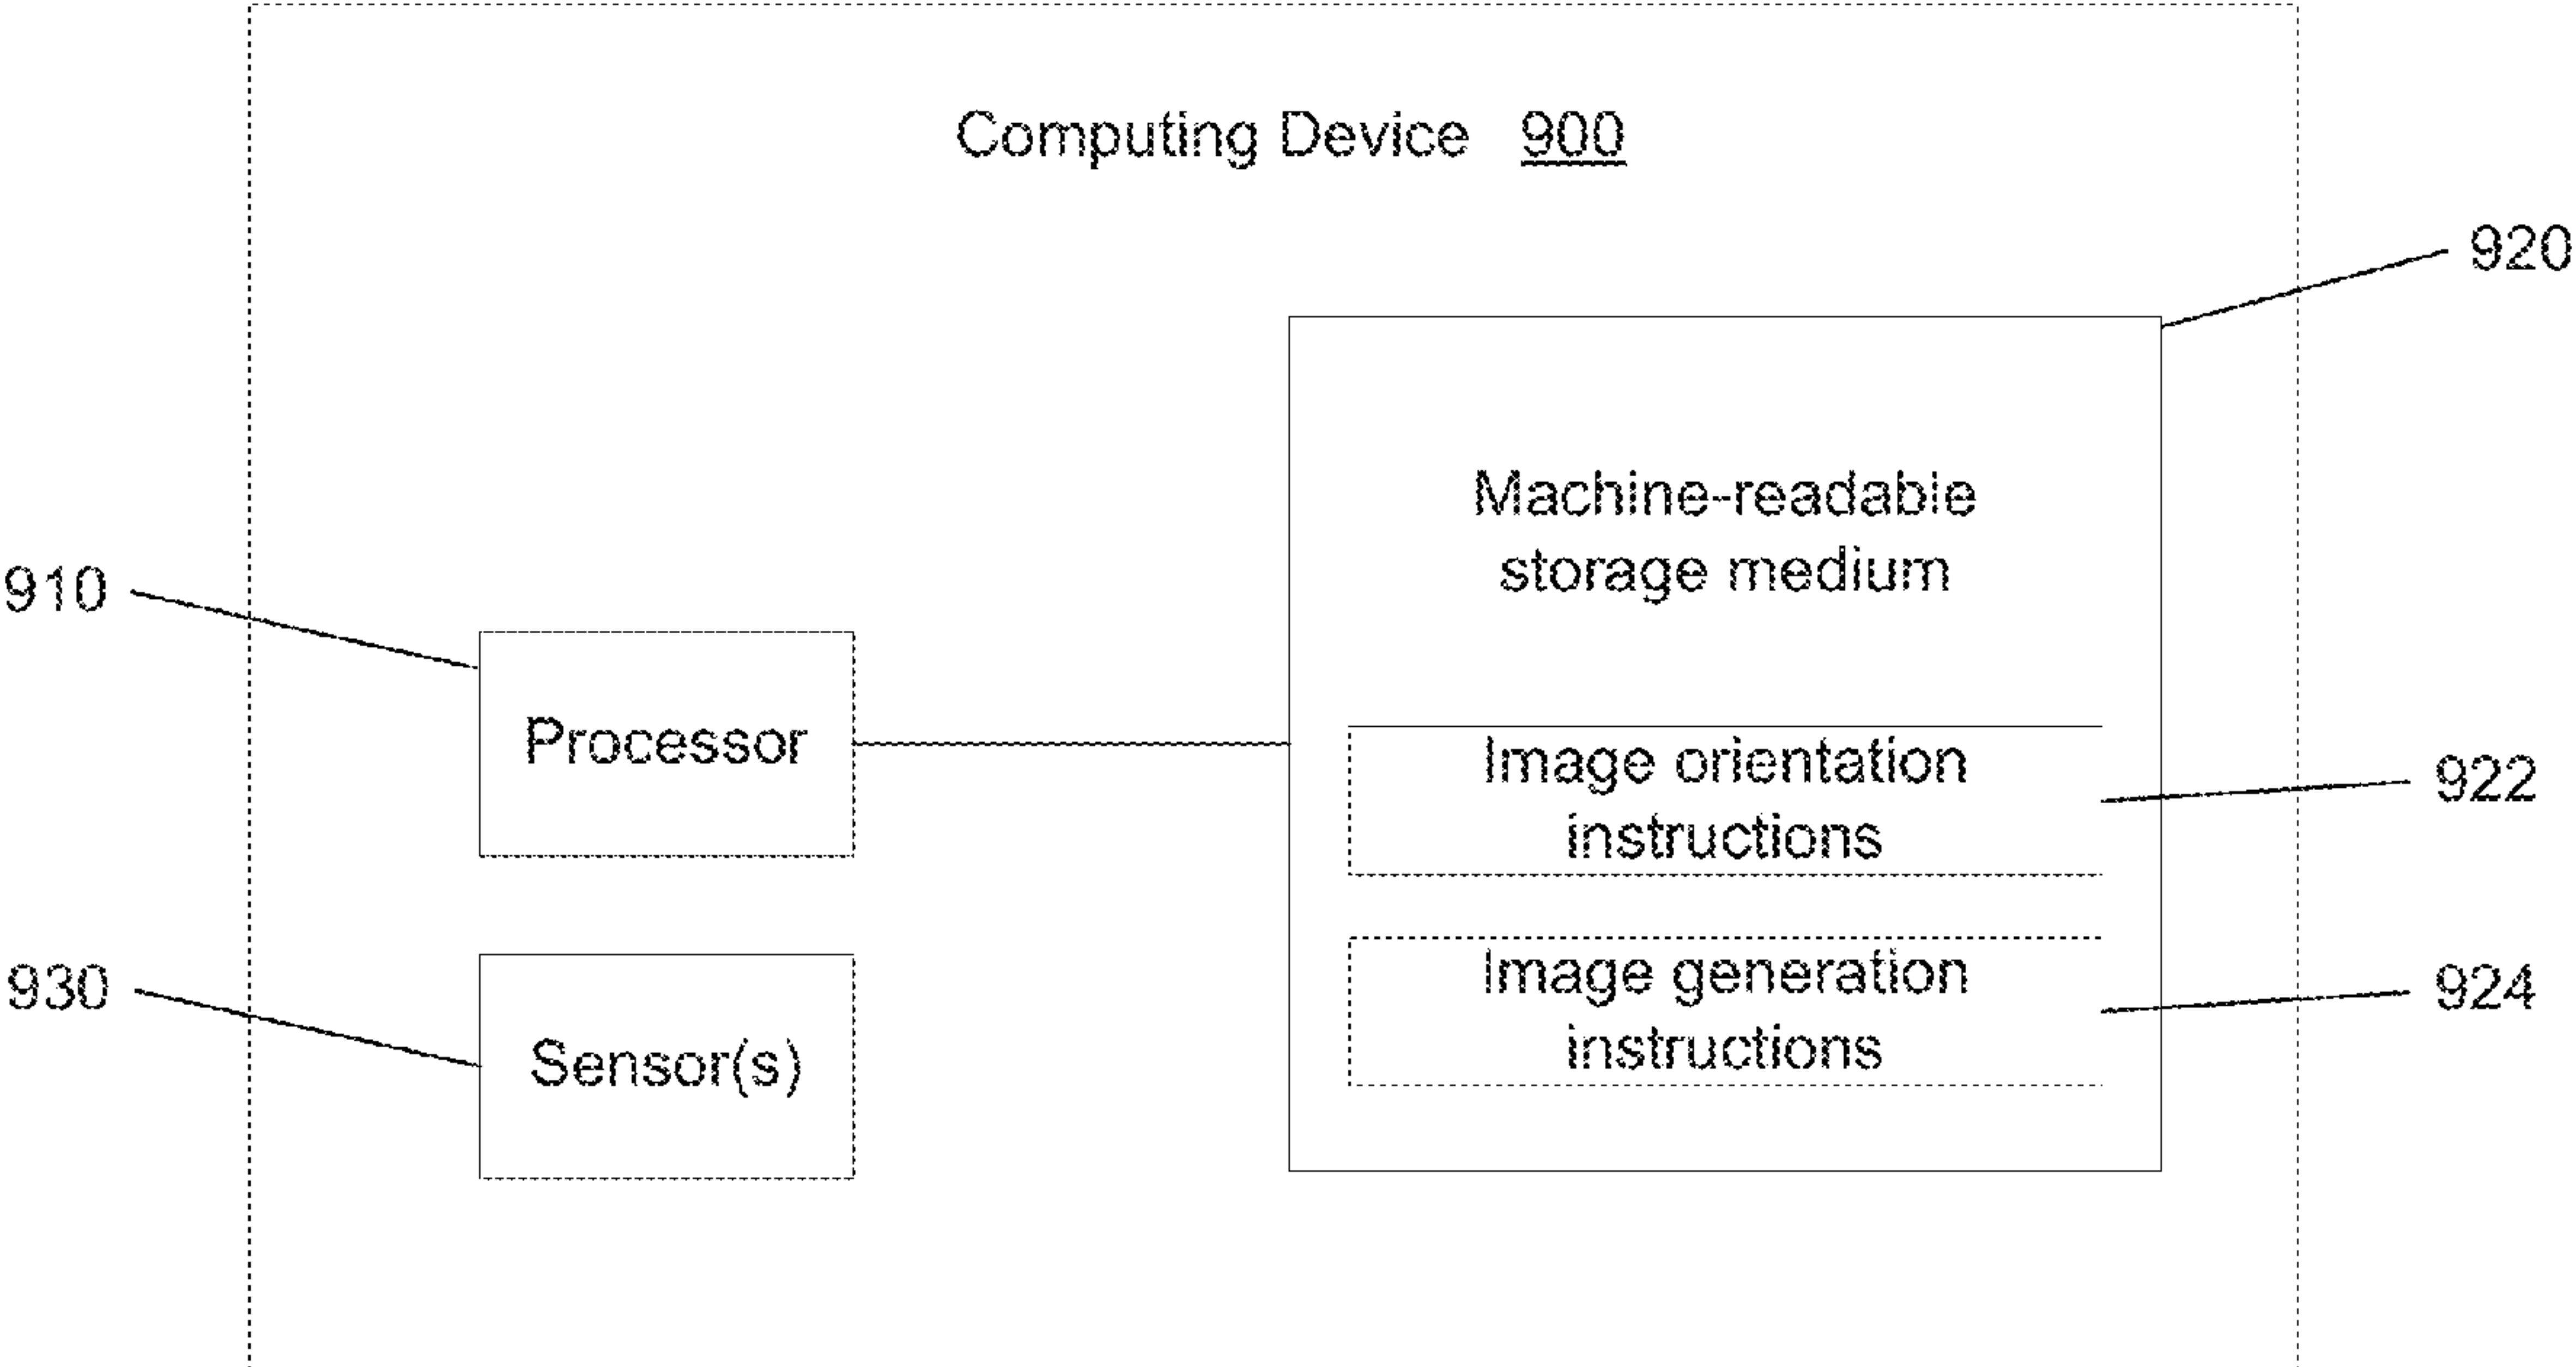 Computing Device 900
920
Machine-readable
storage medium
910
Processor
Image orientation
instructions
922
930
Sensor(s)
Image generation
instructions
924